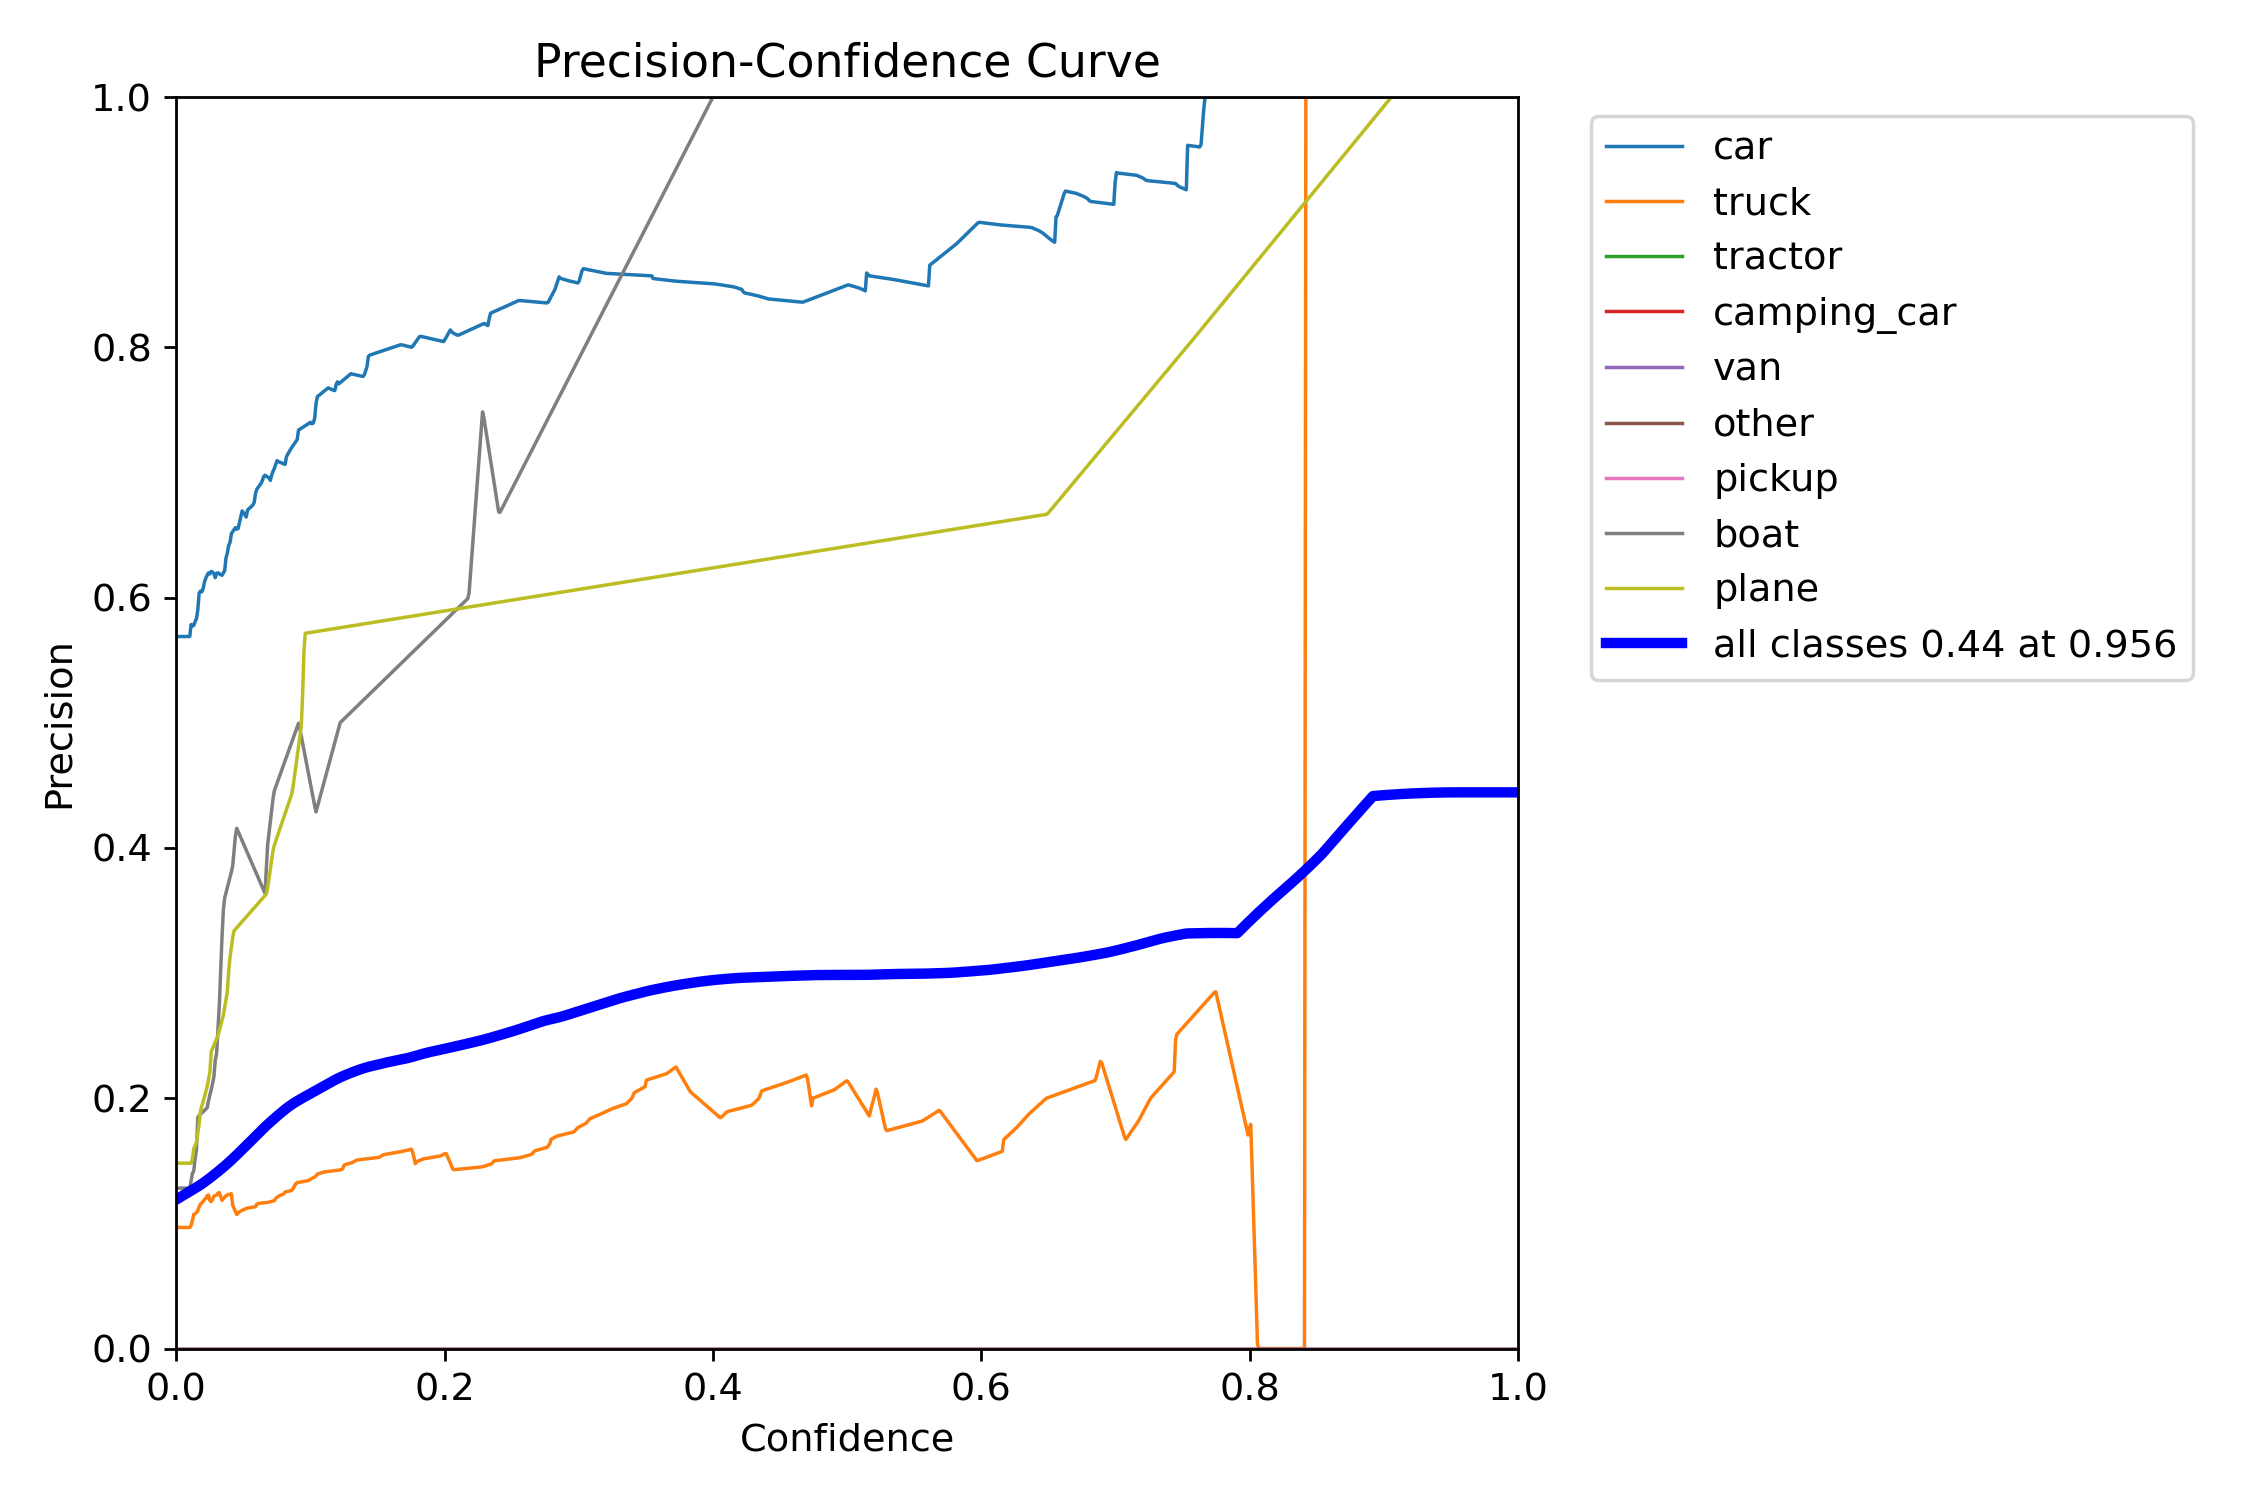 Precision-Confidence Curve
1.0
0.8
0.6
0.4
0.2
0.0
Precision
0.0 0.2 0.4 0.6 0.8 1.0
Confidence
car
truck
tractor
camping_car
van
other
pickup
boat
plane
all classes 0.44 at 0.956